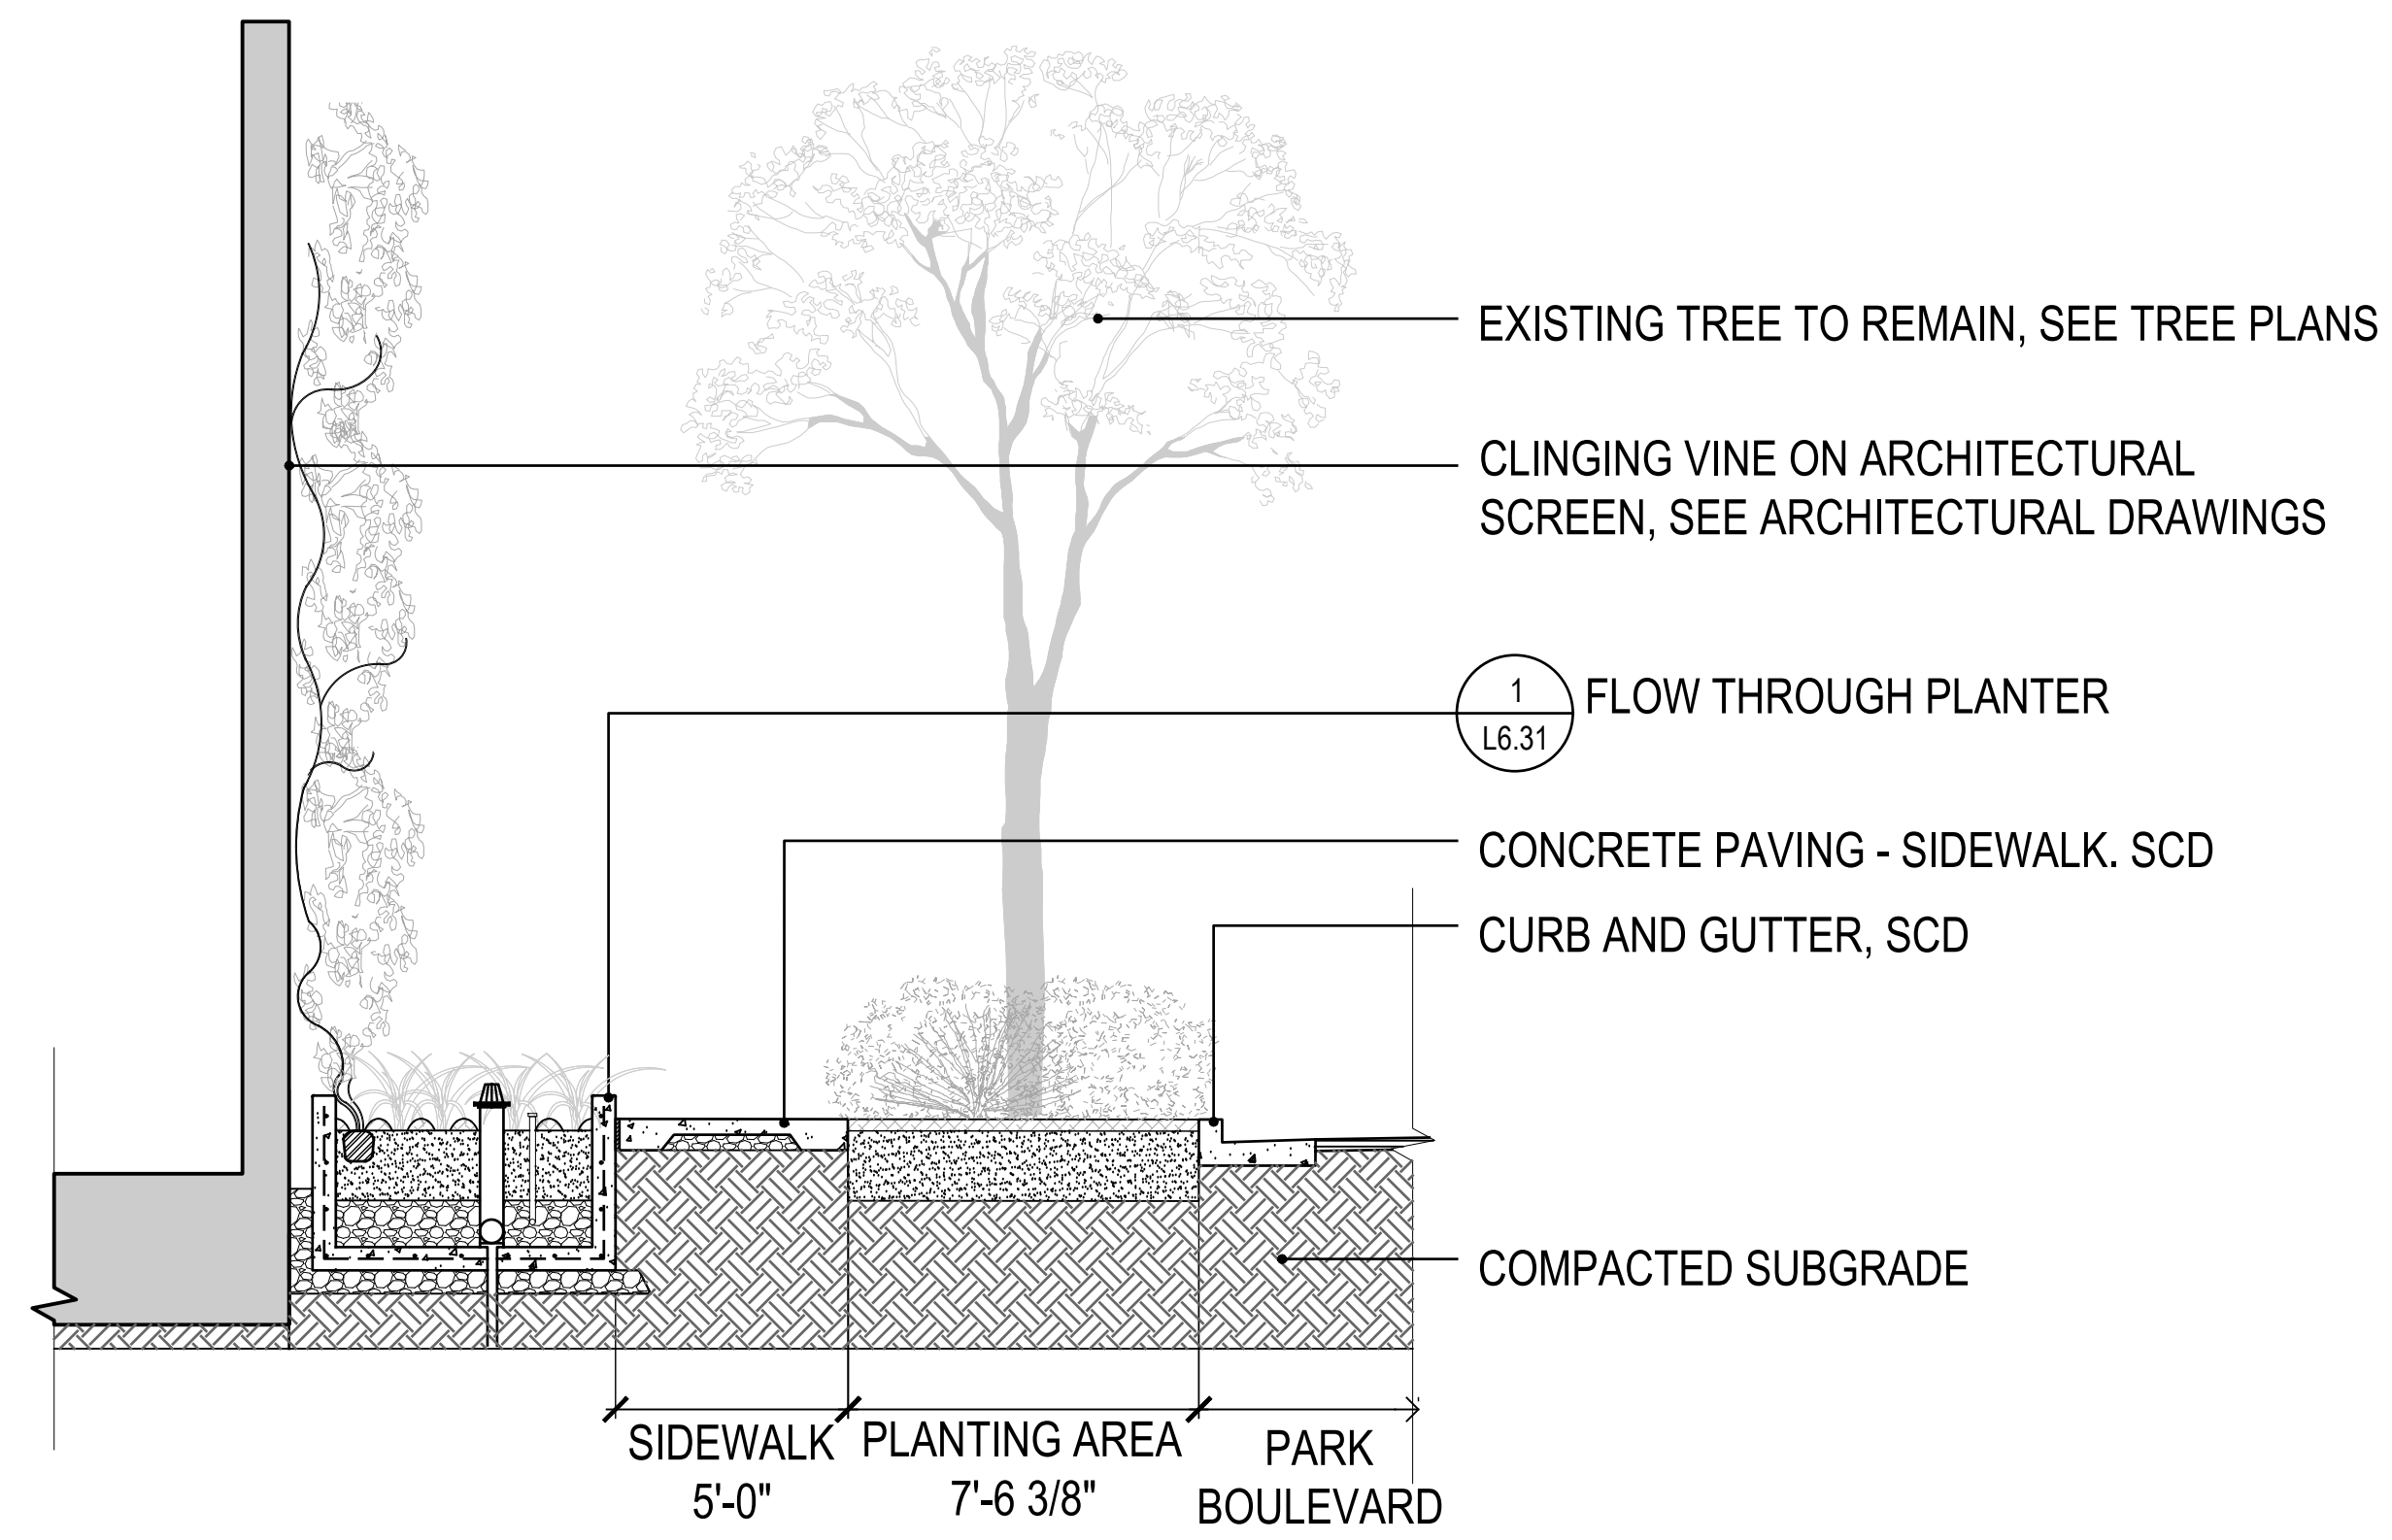 EXISTING TREE TO REMAIN, SEE TREE PLANS
CLINGING VINE ON ARCHITECTURAL
SCREEN, SEE ARCHITECTURAL DRAWINGS
1
L6.31
FLOW THROUGH PLANTER
CONCRETE PAVING - SIDEWALK. SCD
CURB AND GUTTER, SCD
COMPACTED SUBGRADE
SIDEWALK
5'-0"
PLANTING AREA
7'-6 3/8"
PARK
BOULEVARD